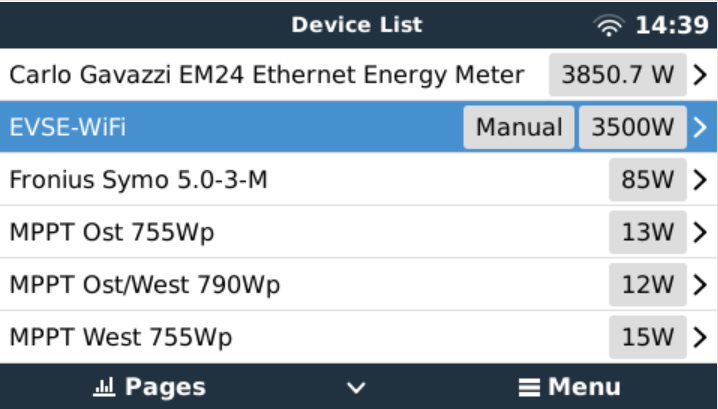 Device List 14:39
Carlo Gavazzi EM24 Ethernet Energy Meter 3850.7 W
EVSE-WiFi Manual 3500W
Fronius Symo 5.0-3-M 85W
MPPT Ost 755Wp 13W
MPPT Ost/West 790Wp 12W
MPPT West 755Wp 15W
Pages Menu